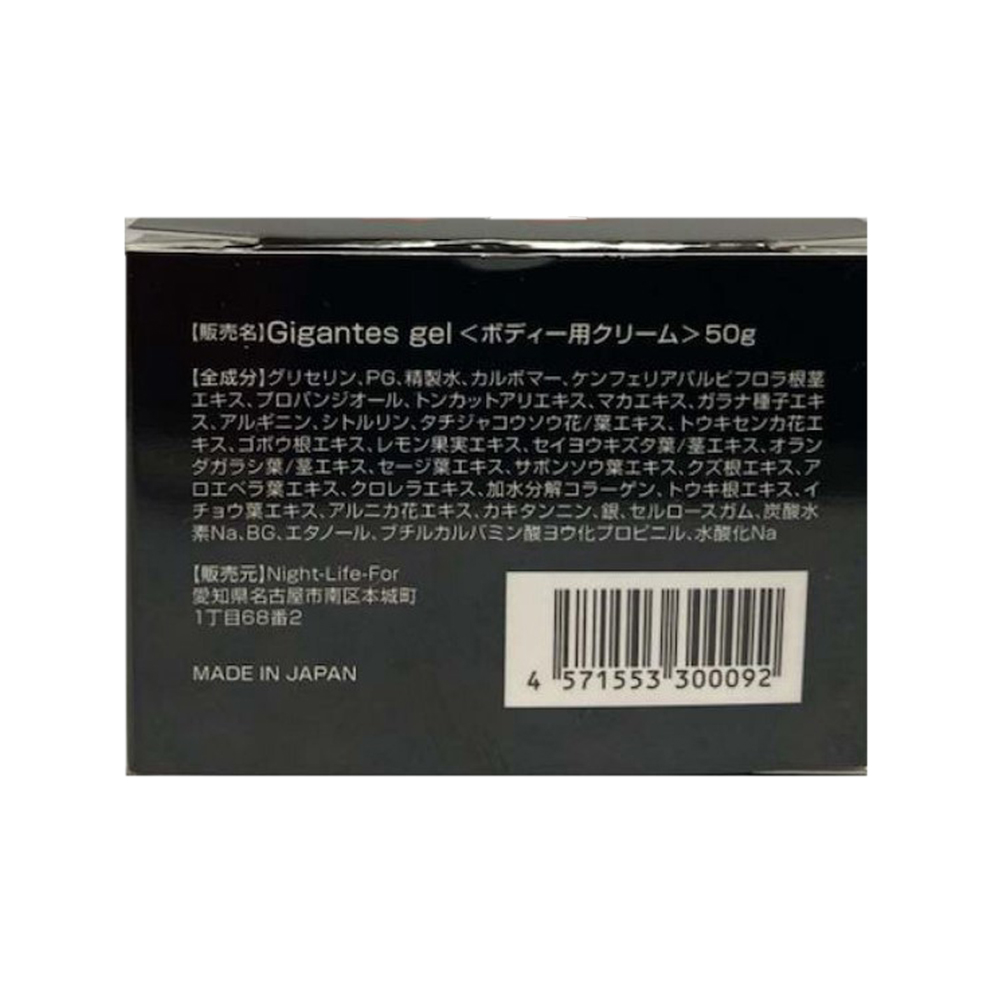 【販売名】Gigantes gel＜ボディー用クリーム＞50g
【全成分】グリセリン、PG、精製水、カルボマー、ケンフェリアパルビフロラ根茎
エキス、プロパンジオール、トンカットアリエキス、マカエキス、ガラナ種子エキ
ス、アルギニン、シトルリン、タチジャコウソウ花/葉エキス、トウキセンカ花エ
キス、ゴボウ根エキス、レモン果実エキス、セイヨウキズタ葉/茎エキス、オラン
ダガラシ葉/茎エキス、セージ葉エキス、サボンソウ葉エキス、クズ根エキス、ア
ロエベラ葉エキス、クロレラエキス、加水分解コラーゲン、トウキ根エキス、イ
チョウ葉エキス、アルニカ花エキス、カキタンニン、銀、セルロースガム、炭酸水
素Na、BG、エタノール、ブチルカルバミン酸ヨウ化プロピニル、水酸化Na
【販売元】Night-Life-For
愛知県名古屋市南区本城町
1丁目68番2
MADE IN JAPAN
4 571553 300092